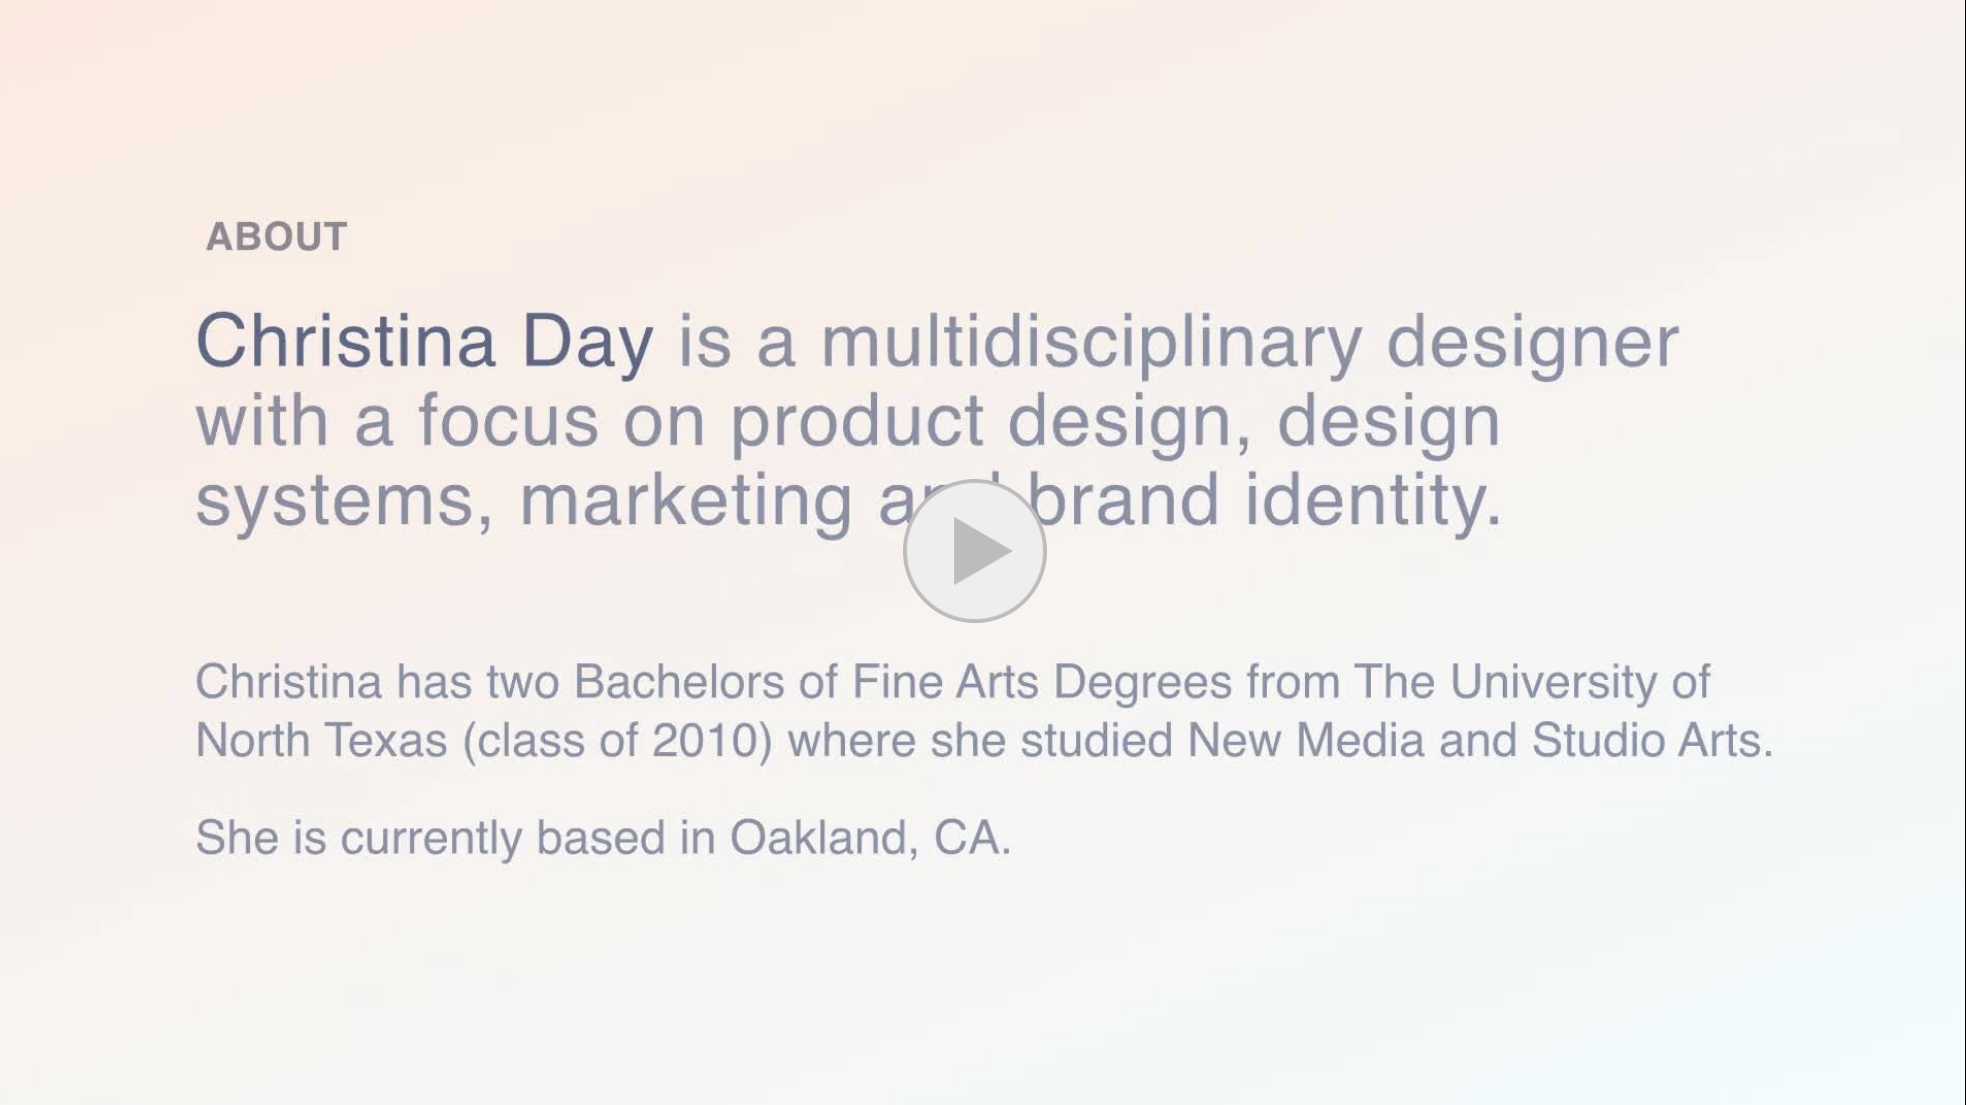 ABOUT
Christina Day is a multidisciplinary designer
with a focus on product design, design
systems, marketing brand identity.
Christina has two Bachelors of Fine Arts Degrees from The University of
North Texas (class of 2010) where she studied New Media and Studio Arts.
She is currently based in Oakland, CA.